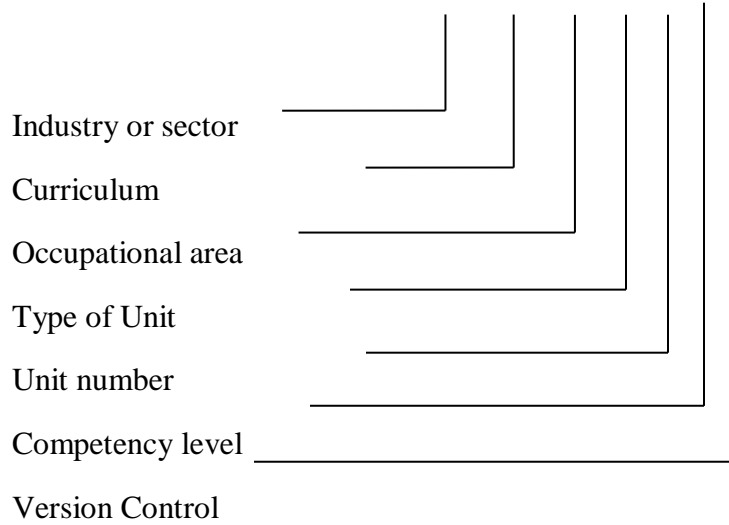 Industry or sector
Curriculum
Occupational area
Type of Unit
Unit number
Competency level
Version Control